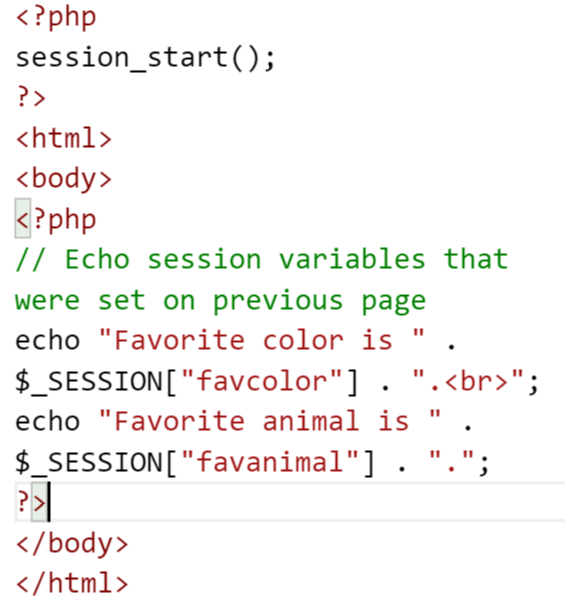 <?php
session_start();
?>
<html>
<body>
<?php
// Echo session variables that
were set on previous page
echo "Favorite color is " .
$_SESSION["favcolor"] . ".<br>";
echo "Favorite animal is " .
$_SESSION["favanimal"] . ".";
?>
</body>
</html>